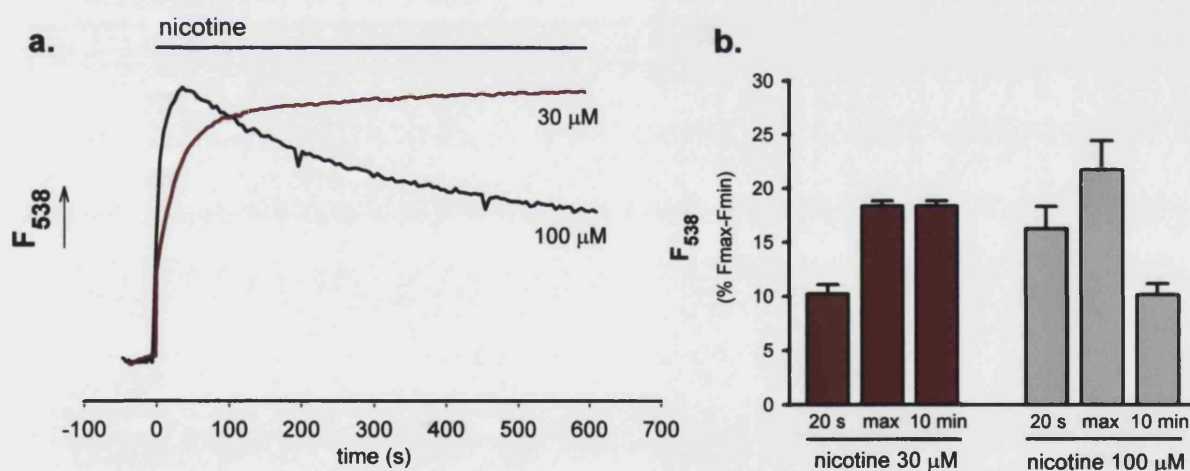 a.
nicotine
30 μM
100 μM
F538
-100 0 100 200 300 400 500 600 700
time (s)
b.
30
25
20
15
10
5
0
F538
(% Fmax-Fmin)
20 s max 10 min 20 s max 10 min
nicotine 30 μM nicotine 100 μM